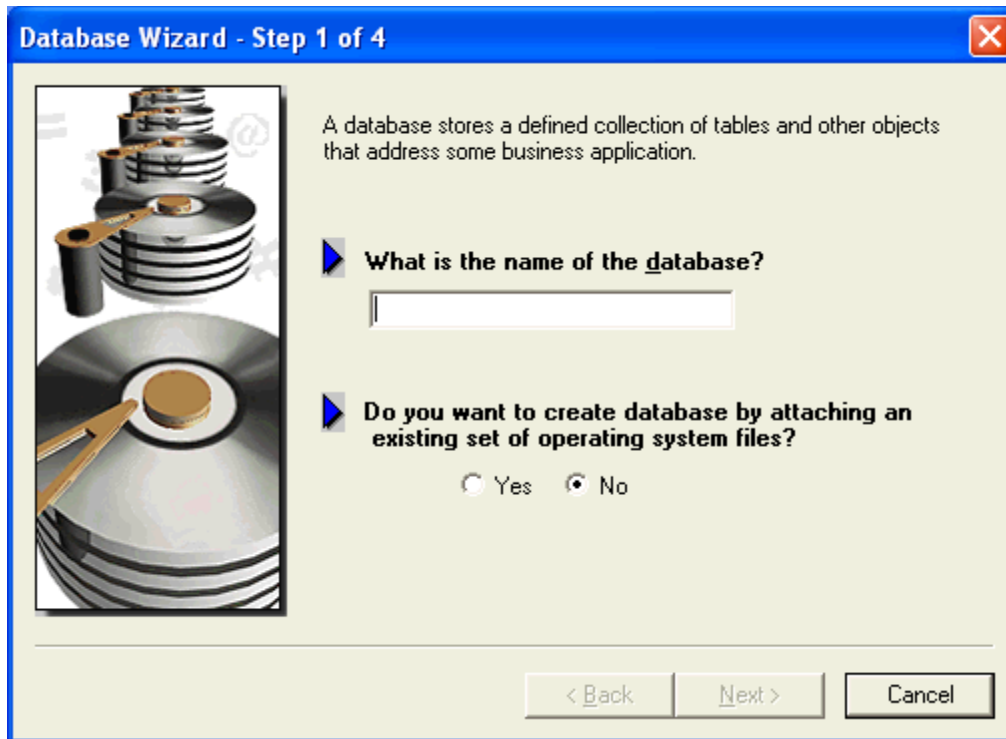 Database Wizard - Step 1 of 4
A database stores a defined collection of tables and other objects
that address some business application.
What is the name of the database?
Do you want to create database by attaching an
existing set of operating system files?
Yes No
< Back Next > Cancel